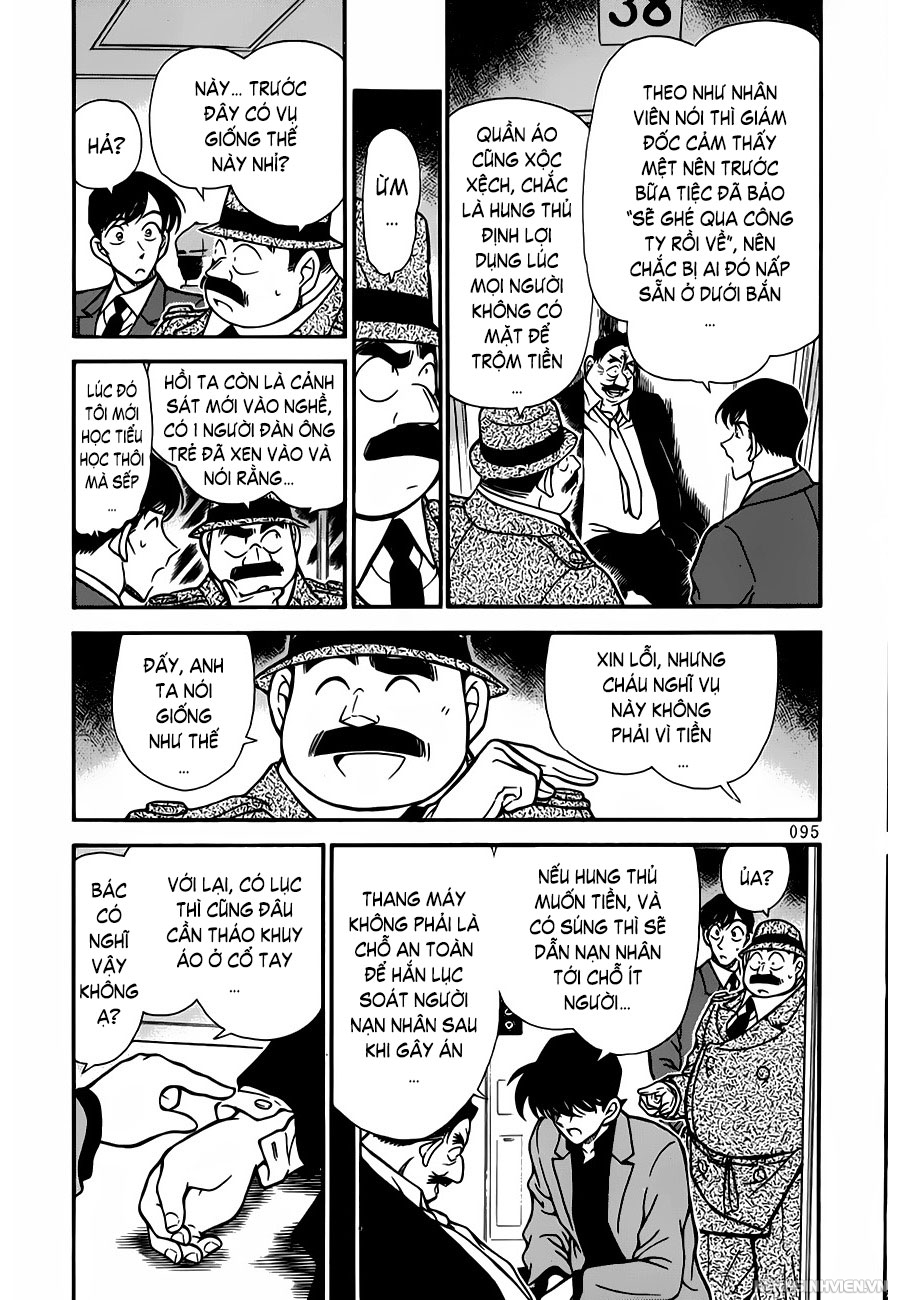 38
THEO NHƯ NHÂN
VIÊN NÓI THÌ GIÁM
ĐỐC CẢM THẤY
MỆT NÊN TRƯỚC
BỮA TIỆC ĐÃ BẢO
"SẼ GHÉ QUA CÔNG
TY RỒI VỀ", NÊN
CHẮC BỊ AI ĐÓ NẤP
SẴN Ở DƯỚI BẮN
...
QUẦN ÁO
CŨNG XỘC
XỆCH, CHẮC
LÀ HUNG THỦ
ĐỊNH LỢI
DỤNG LÚC
MỌI NGƯỜI
KHÔNG CÓ
MẶT ĐỂ
TRỘM TIỀN
...
ỪM
...
NÀY... TRƯỚC
ĐÂY CÓ VỤ
GIỐNG THẾ
NÀY NHỈ?
HẢ?
HỒI TA CÒN LÀ CẢNH
SÁT MỚI VÀO NGHỀ,
CÓ 1 NGƯỜI ĐÀN ÔNG
TRẺ ĐÃ XEN VÀO VÀ
NÓI RẰNG...
LÚC ĐÓ
TÔI MỚI
HỌC TIỂU
HỌC THÔI
MÀ SẾP
...
XIN LỖI, NHƯNG
CHÁU NGHĨ VỤ
NÀY KHÔNG
PHẢI VÌ TIỀN
...
ĐẤY, ANH
TA NÓI
GIỐNG
NHƯ THẾ
...
095
ỦA?
NẾU HUNG THỦ
MUỐN TIỀN, VÀ
CÓ SÚNG THÌ SẼ
DẪN NẠN NHÂN
TỚI CHỖ ÍT
NGƯỜI...
THANG MÁY
KHÔNG PHẢI LÀ
CHỖ AN TOÀN
ĐỂ HẮN LỤC
SOÁT NGƯỜI
NẠN NHÂN SAU
KHI GÂY ÁN
...
VỚI LẠI, CÓ LỤC
THÌ CŨNG ĐÂU
CẦN THÁO KHUY
ÁO Ở CỔ TAY
...
BÁC
CÓ
NGHĨ
VẬY
KHÔNG
Ạ?